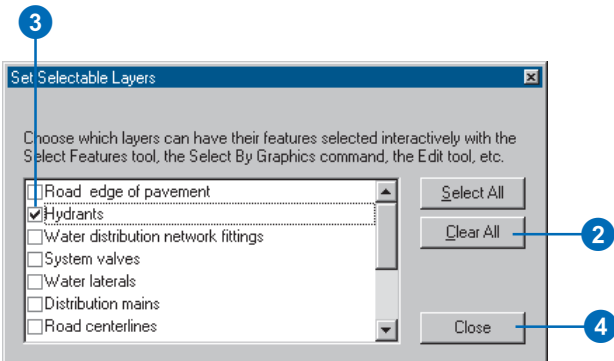 3
Set Selectable Layers
Choose which layers can have their features selected interactively with the
Select Features tool, the Select By Graphics command, the Edit tool, etc.
Road edge of pavement
Hydrants
Water distribution network fittings
System valves
Water laterals
Distribution mains
Road centerlines
Select All
Clear All
2
Close
4